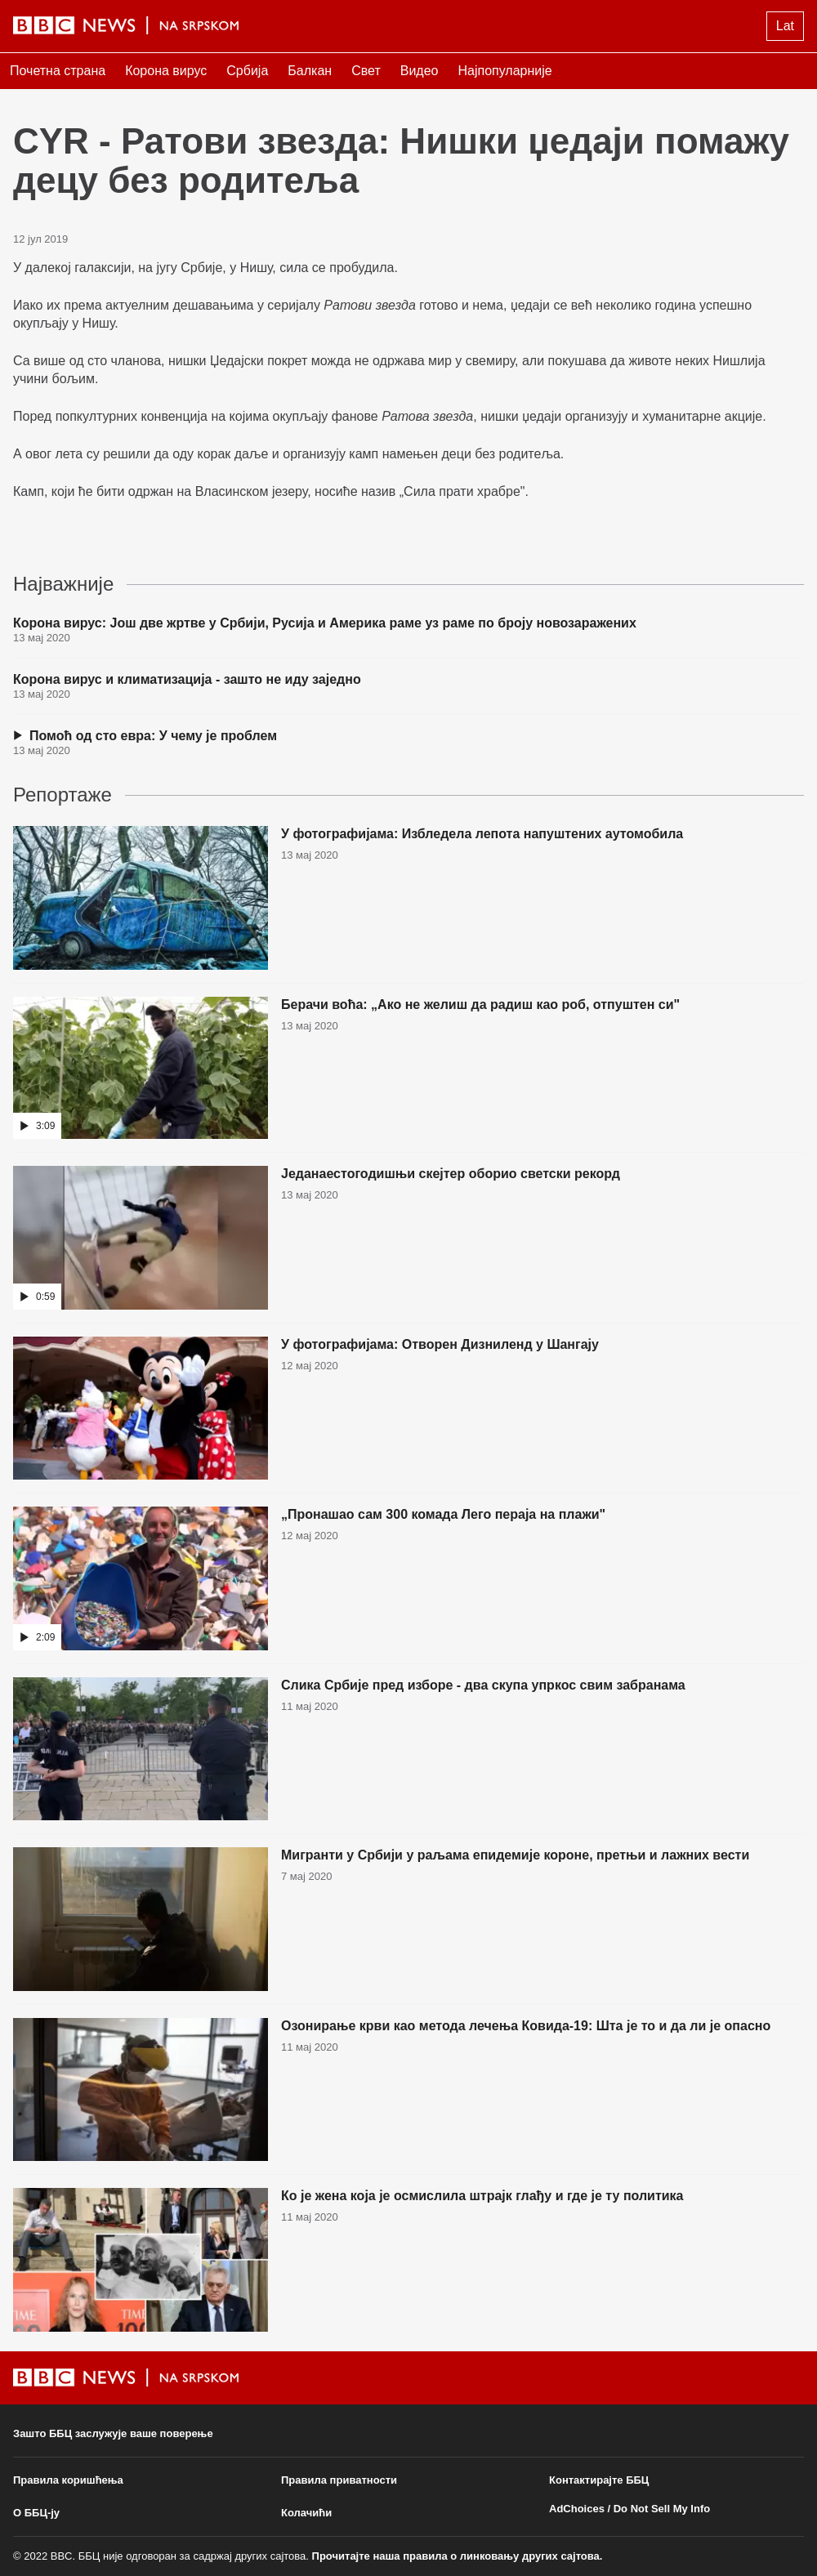 BBC NEWS | НА СРПСКОМ
Lat
Почетна страна Корона вирус Србија Балкан Свет Видео Најпопуларније
CYR - Ратови звезда: Нишки џедаји помажу
децу без родитеља
12 јул 2019
У далекој галаксији, на југу Србије, у Нишу, сила се пробудила.
Иако их према актуелним дешавањима у серијалу Ратови звезда готово и нема, џедаји се већ неколико година успешно
окупљају у Нишу.
Са више од сто чланова, нишки Џедајски покрет можда не одржава мир у свемиру, али покушава да животе неких Нишлија
учини бољим.
Поред попкултурних конвенција на којима окупљају фанове Ратова звезда, нишки џедаји организују и хуманитарне акције.
А овог лета су решили да оду корак даље и организују камп намењен деци без родитеља.
Камп, који ће бити одржан на Власинском језеру, носиће назив „Сила прати храбре".
Најважније
Корона вирус: Још две жртве у Србији, Русија и Америка раме уз раме по броју новозаражених
13 мај 2020
Корона вирус и климатизација - зашто не иду заједно
13 мај 2020
Помоћ од сто евра: У чему је проблем
13 мај 2020
Репортаже
У фотографијама: Избледела лепота напуштених аутомобила
13 мај 2020
Берачи воћа: „Ако не желиш да радиш као роб, отпуштен си"
13 мај 2020
3:09
Једанаестогодишњи скејтер оборио светски рекорд
13 мај 2020
0:59
У фотографијама: Отворен Дизниленд у Шангају
12 мај 2020
„Пронашао сам 300 комада Лего пераја на плажи"
12 мај 2020
2:09
Слика Србије пред изборе - два скупа упркос свим забранама
11 мај 2020
Мигранти у Србији у раљама епидемије короне, претњи и лажних вести
7 мај 2020
Озонирање крви као метода лечења Ковида-19: Шта је то и да ли је опасно
11 мај 2020
Ко је жена која је осмислила штрајк глађу и где је ту политика
11 мај 2020
TIME TIME
BBC NEWS | НА СРПСКОМ
Зашто ББЦ заслужује ваше поверење
Правила коришћења Правила приватности Контактирајте ББЦ
О ББЦ-ју Колачићи AdChoices / Do Not Sell My Info
© 2022 BBC. ББЦ није одговоран за садржај других сајтова. Прочитајте наша правила о линковању других сајтова.